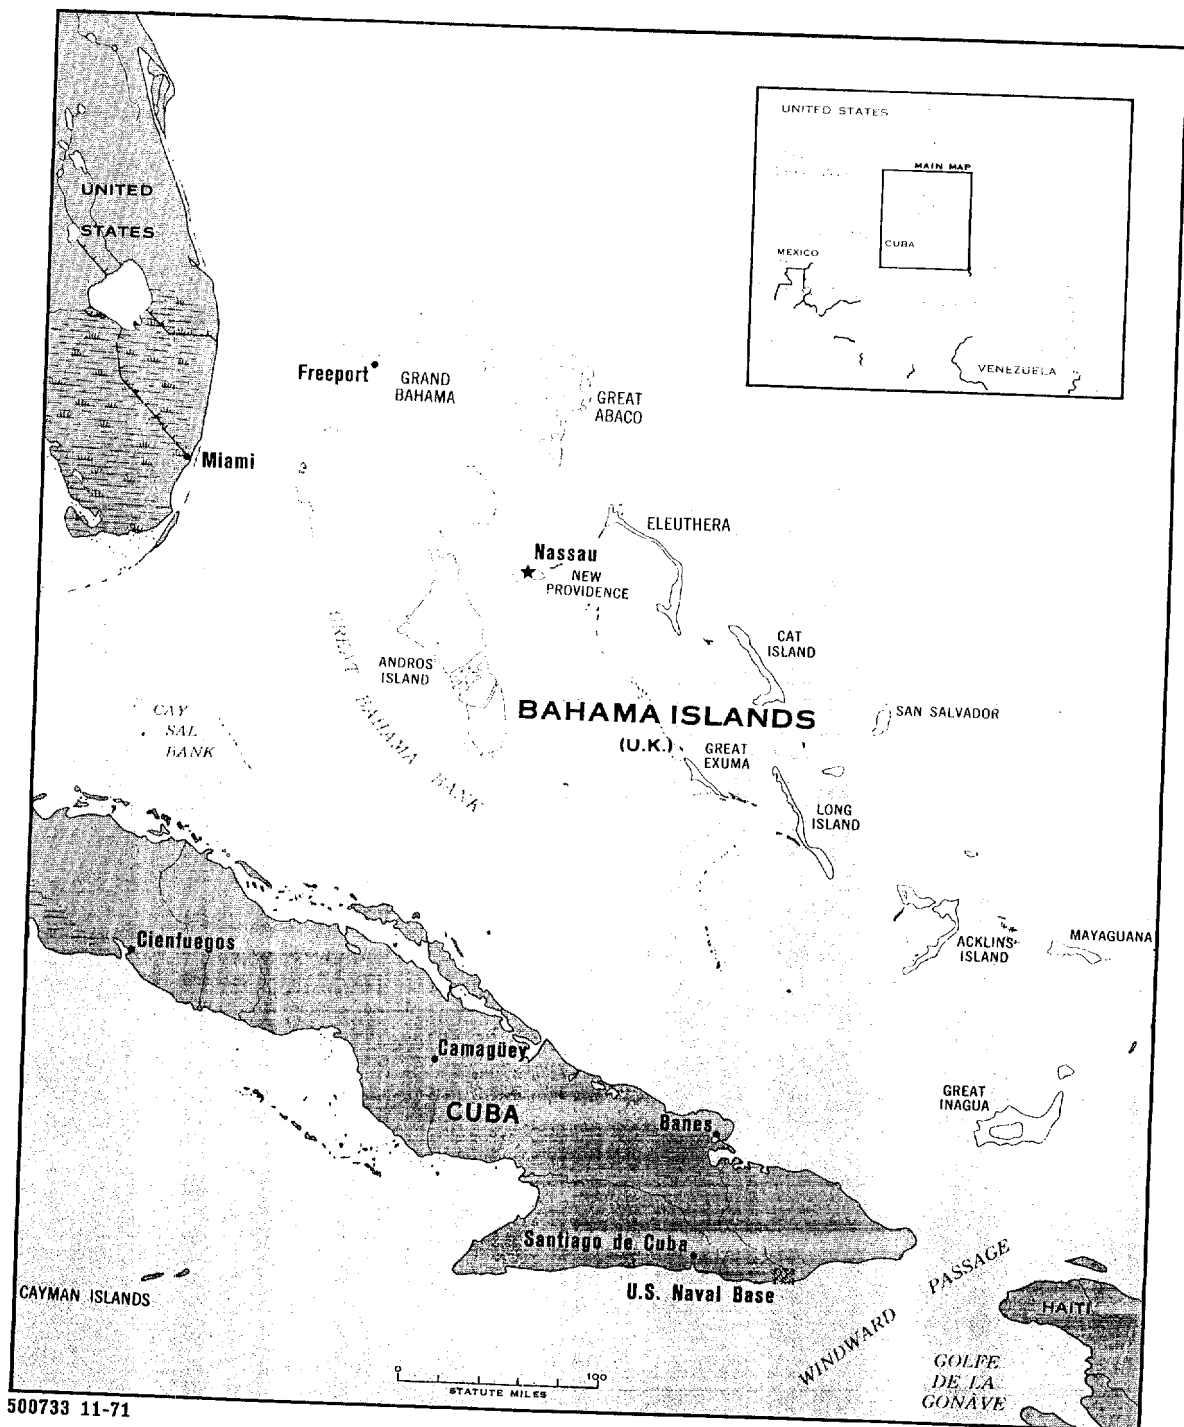 UNITED STATES
MAIN MAP
CUBA
MEXICO
VENEZUELA
UNITED
STATES
Freeport
GRAND
BAHAMA
GREAT
ABACO
Miami
ELEUTHERA
Nassau
NEW
PROVIDENCE
CAT
ISLAND
ANDROS
ISLAND
GREAT BAHAMA BANK
BAHAMA ISLANDS
(U.K.)
SAN SALVADOR
CAY
SAL
BANK
GREAT
EXUMA
LONG
ISLAND
Cienfuegos
ACKLINS
ISLAND
MAYAGUANA
Camagüey
CUBA
GREAT
INAGUA
Banes
Santiago de Cuba
U.S. Naval Base
WINDWARD PASSAGE
CAYMAN ISLANDS
HAITI
GOLFE
DE LA
GONAVE
0 100
STATUTE MILES
500733 11-71